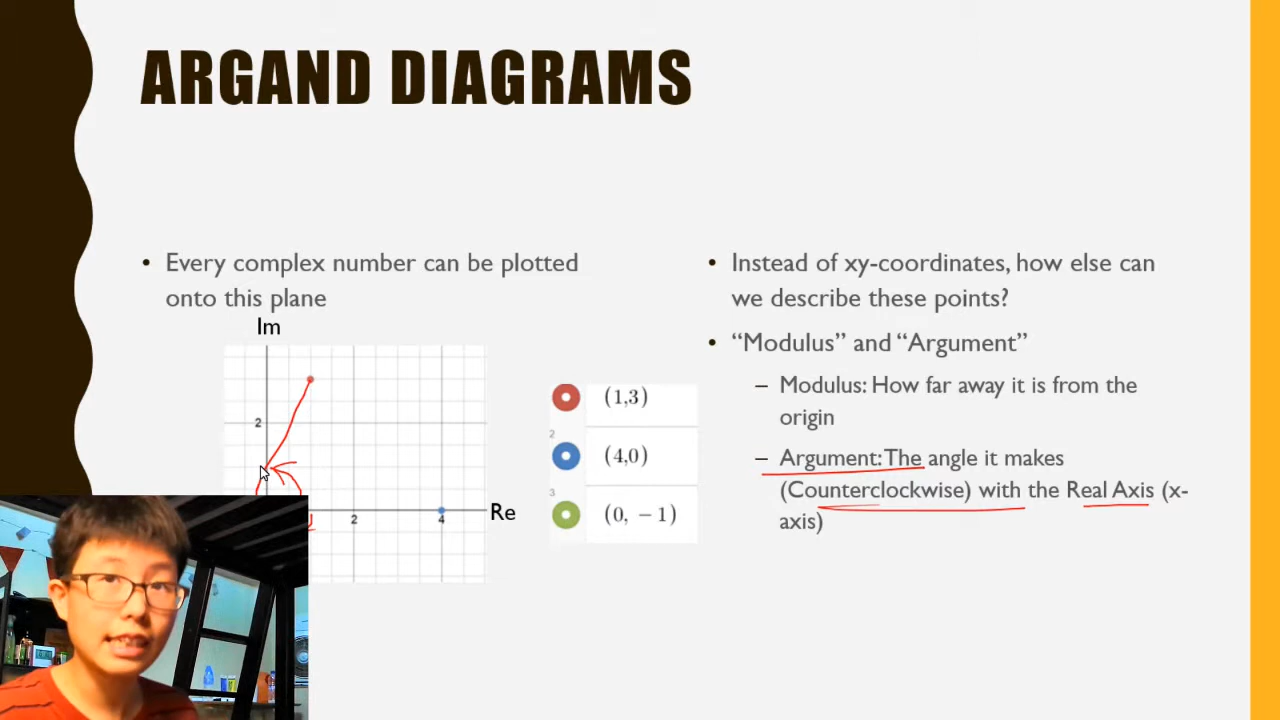 ARGAND DIAGRAMS
• Every complex number can be plotted
onto this plane
Im
2
2
4
Re
(1,3)
2
(4,0)
3
(0, −1)
• Instead of xy-coordinates, how else can
we describe these points?
• “Modulus” and “Argument”
– Modulus: How far away it is from the
origin
– Argument: The angle it makes
(Counterclockwise) with the Real Axis (x-
axis)